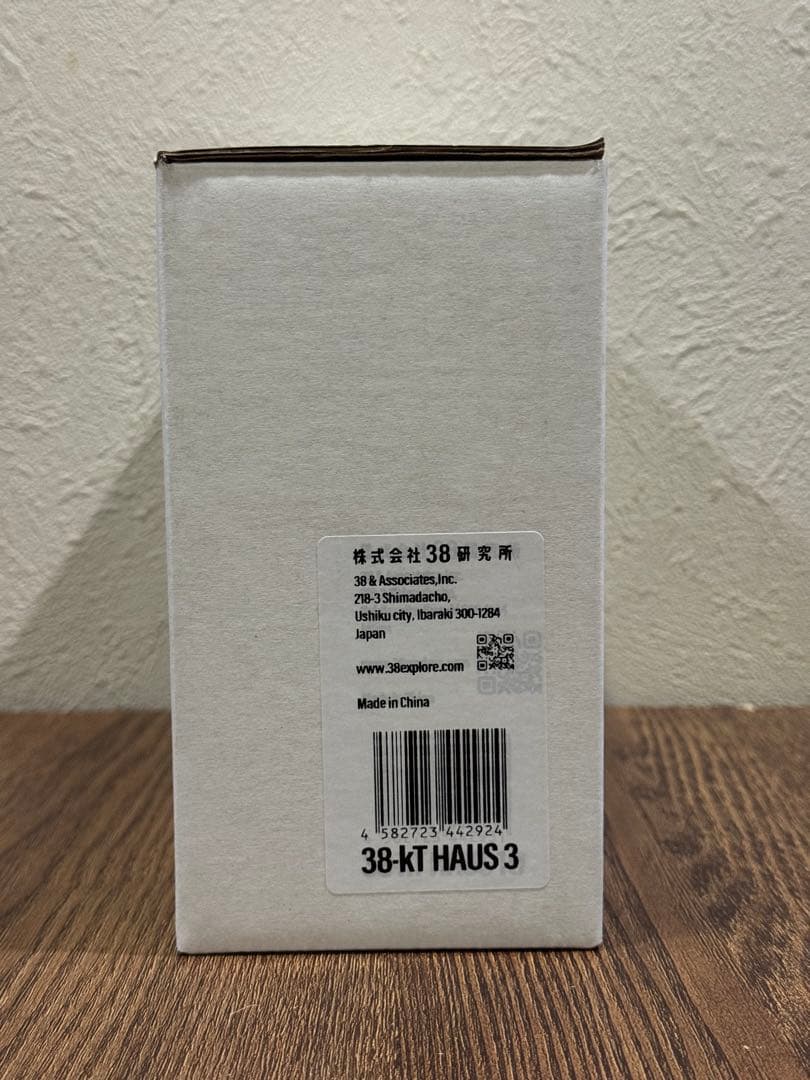 株式会社38研究所
38 & Associates,Inc.
218-3 Shimadacho,
Ushiku city, Ibaraki 300-1284
Japan
www.38explore.com
Made in China
4 582723 442924
38-kT HAUS 3